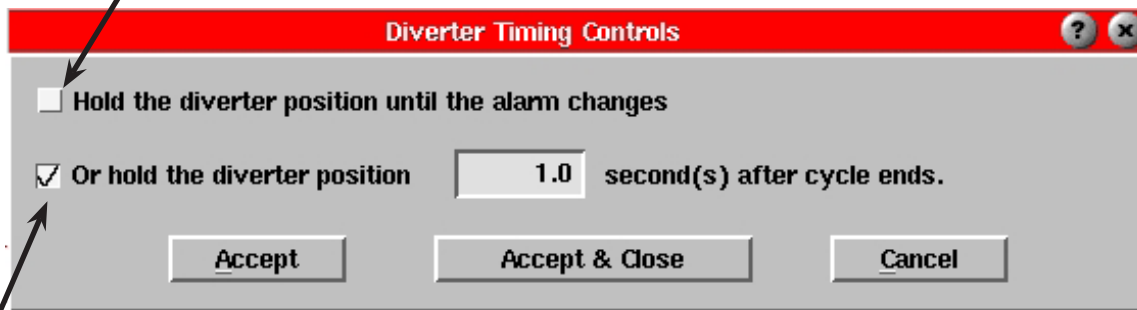 Diverter Timing Controls ? x
Hold the diverter position until the alarm changes
Or hold the diverter position 1.0 second(s) after cycle ends.
Accept Accept & Close Cancel